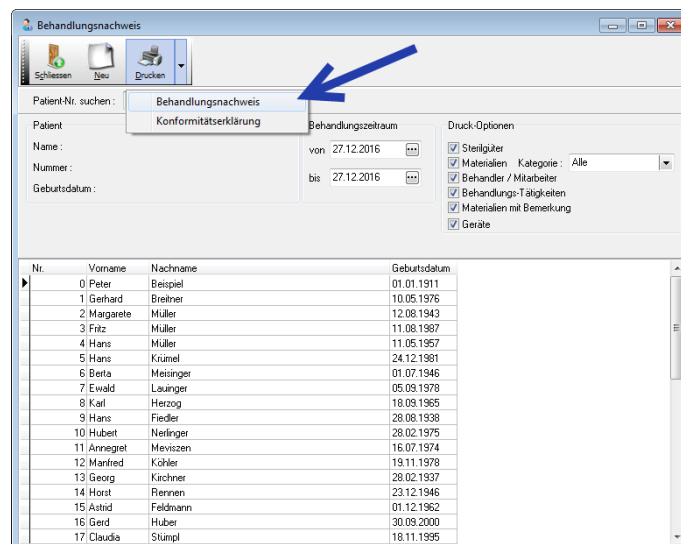 Behandlungsnachweis
Schliessen Neu Drucken
Patient-Nr. suchen :
Behandlungsnachweis
Konformitätserklärung
Patient Behandlungszeitraum Druck-Optionen
Name : von 27.12.2016 Sterilgüter
Nummer : Materialien Kategorie : Alle
bis 27.12.2016 Behandler / Mitarbeiter
Geburtsdatum : Behandlungs-Tätigkeiten
Materialien mit Bemerkung
Geräte
Nr. Vorname Nachname Geburtsdatum
0 Peter Beispiel 01.01.1911
1 Gerhard Breitner 10.05.1976
2 Margarete Müller 12.08.1943
3 Fritz Müller 11.08.1987
4 Hans Müller 11.05.1957
5 Hans Krümel 24.12.1981
6 Berta Meisinger 01.07.1946
7 Ewald Lauinger 05.09.1978
8 Karl Herzog 18.09.1965
9 Hans Fiedler 28.08.1938
10 Hubert Nerlinger 28.02.1975
11 Annegret Meviszen 16.07.1974
12 Manfred Köhler 19.11.1978
13 Georg Kirchner 28.02.1937
14 Horst Rennen 23.12.1946
15 Astrid Feldmann 01.12.1962
16 Gerd Huber 30.09.2000
17 Claudia Stümpl 18.11.1995